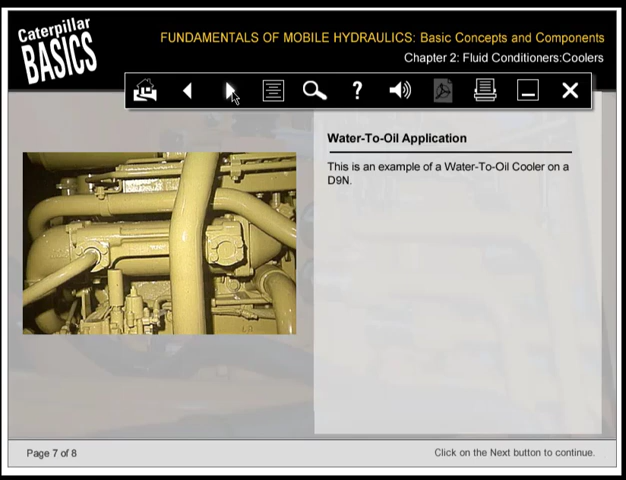 Caterpillar
BASICS
FUNDAMENTALS OF MOBILE HYDRAULICS: Basic Concepts and Components
Chapter 2: Fluid Conditioners:Coolers
?
Water-To-Oil Application
This is an example of a Water-To-Oil Cooler on a
D9N.
Page 7 of 8
Click on the Next button to continue.